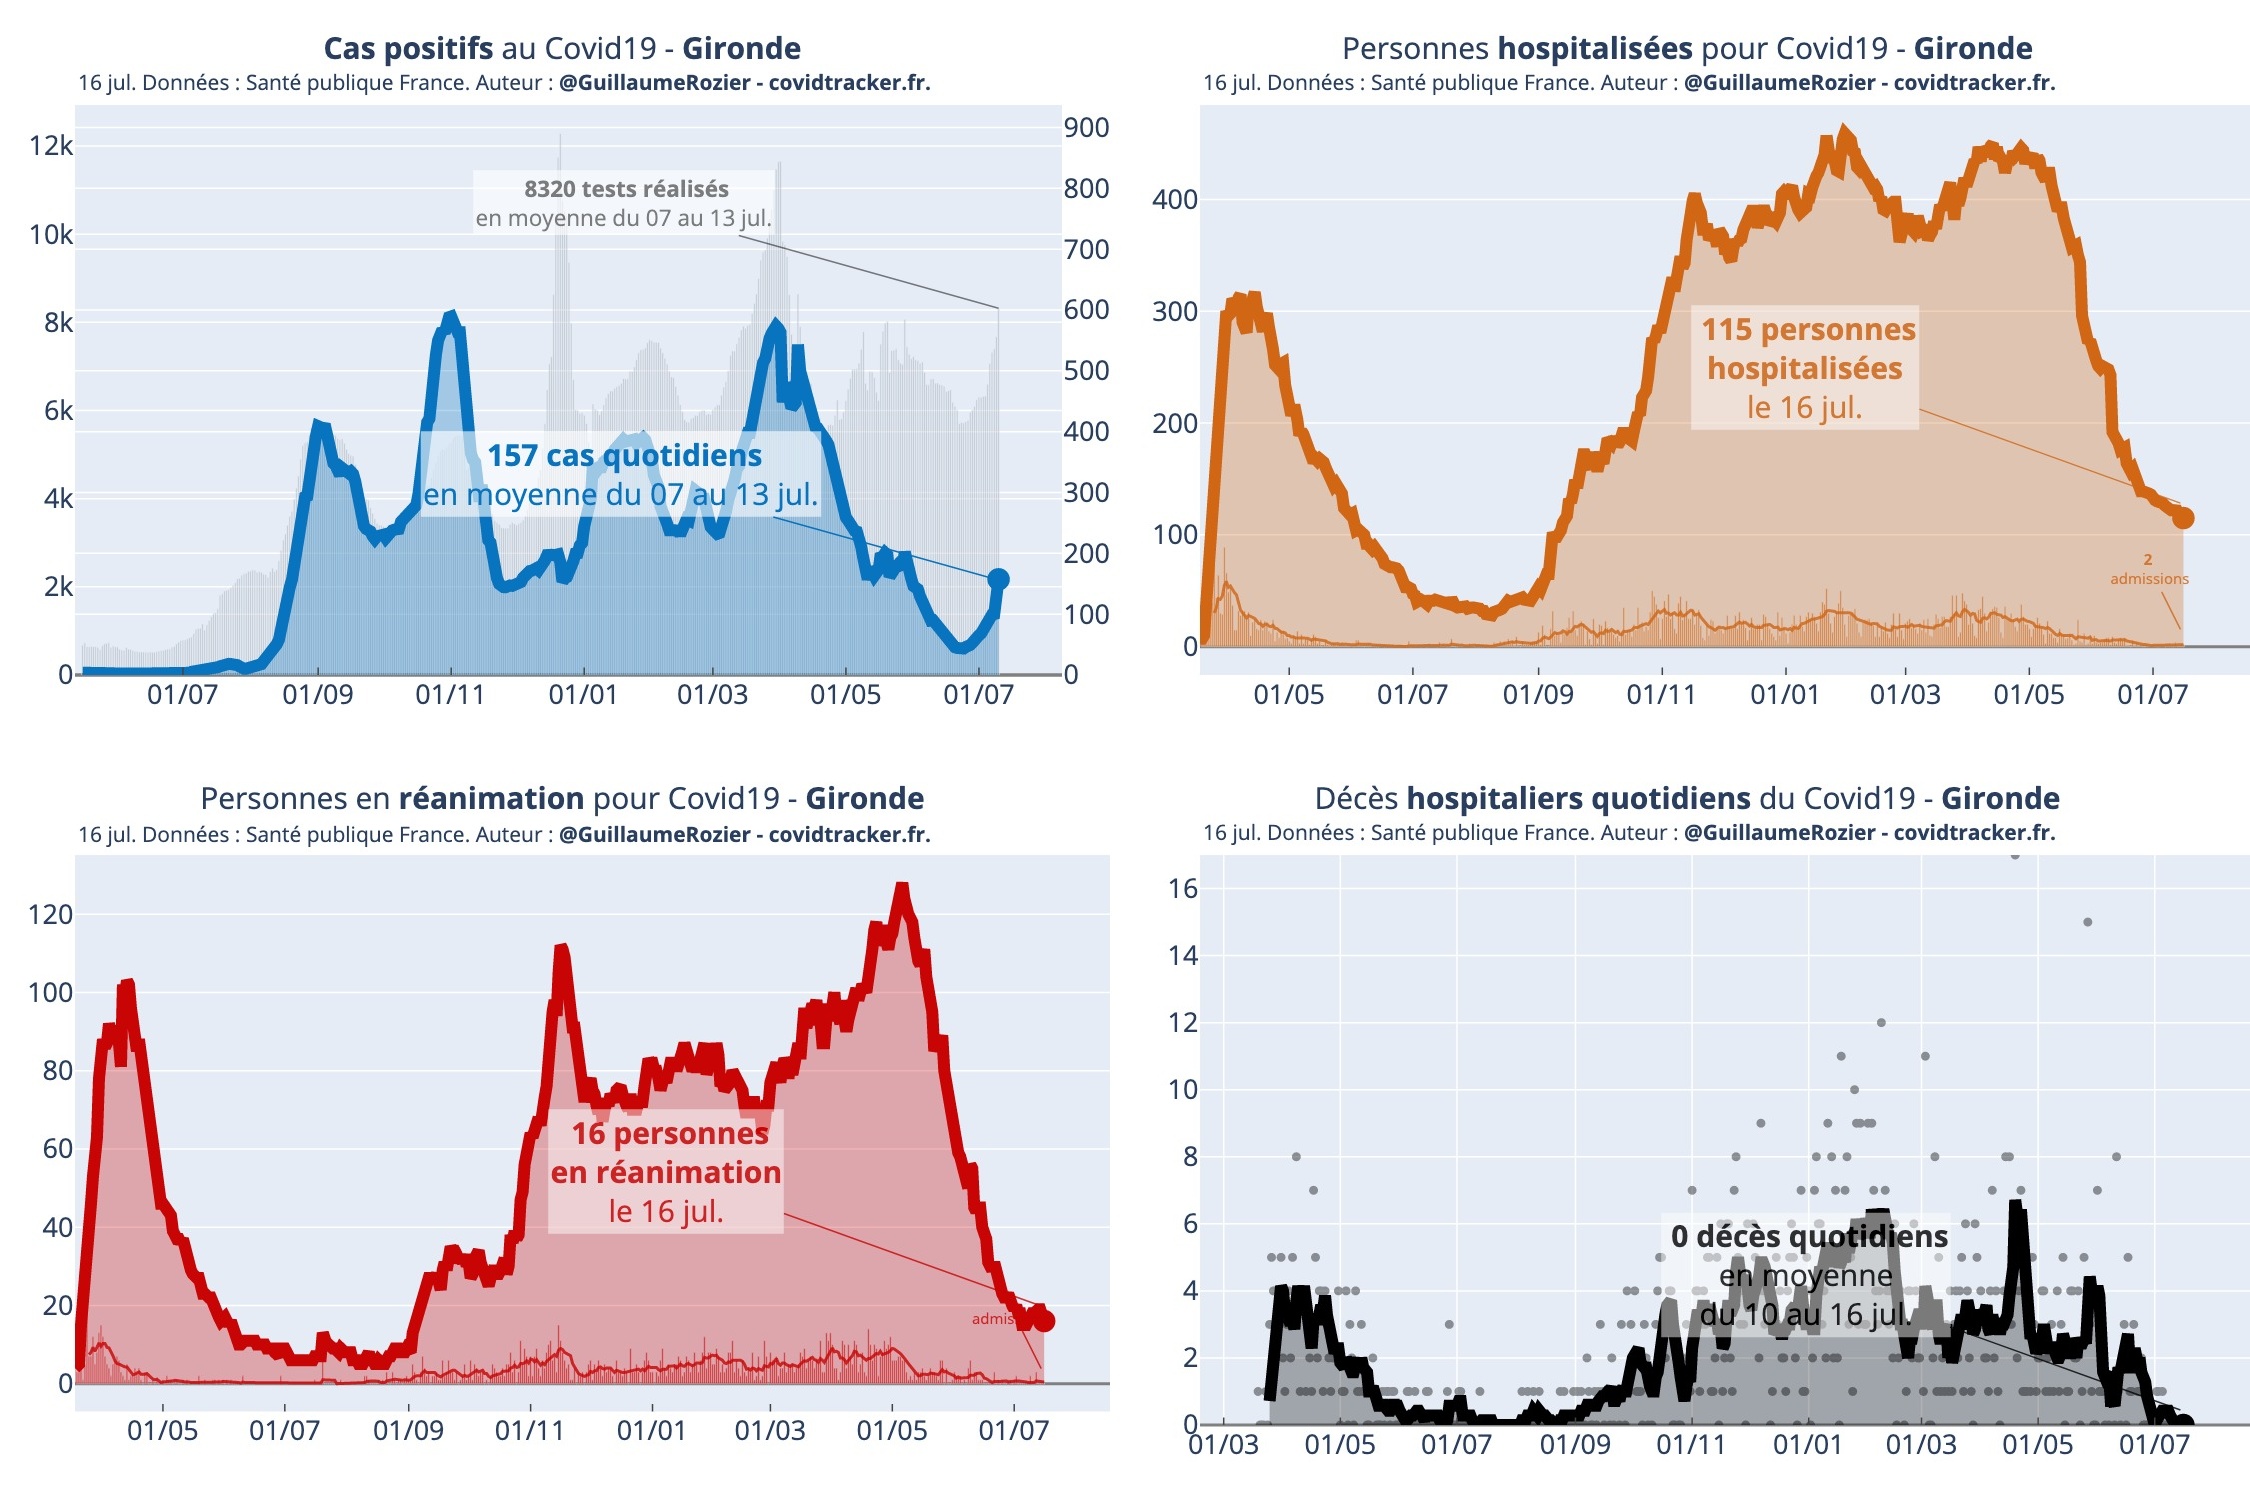 Cas positifs au Covid19 - Gironde
16 jul. Données : Santé publique France. Auteur : @GuillaumeRozier - covidtracker.fr.
12k
10k
8k
6k
4k
2k
0
900
800
700
600
500
400
300
200
100
0
8320 tests réalisés
en moyenne du 07 au 13 jul.
157 cas quotidiens
en moyenne du 07 au 13 jul.
01/07 01/09 01/11 01/01 01/03 01/05 01/07
Personnes hospitalisées pour Covid19 - Gironde
16 jul. Données : Santé publique France. Auteur : @GuillaumeRozier - covidtracker.fr.
400
300
200
100
0
115 personnes
hospitalisées
le 16 jul.
2
admissions
01/05 01/07 01/09 01/11 01/01 01/03 01/05 01/07
Personnes en réanimation pour Covid19 - Gironde
16 jul. Données : Santé publique France. Auteur : @GuillaumeRozier - covidtracker.fr.
120
100
80
60
40
20
0
16 personnes
en réanimation
le 16 jul.
admis
01/05 01/07 01/09 01/11 01/01 01/03 01/05 01/07
Décès hospitaliers quotidiens du Covid19 - Gironde
16 jul. Données : Santé publique France. Auteur : @GuillaumeRozier - covidtracker.fr.
16
14
12
10
8
6
4
2
0
0 décès quotidiens
en moyenne
du 10 au 16 jul.
01/03 01/05 01/07 01/09 01/11 01/01 01/03 01/05 01/07